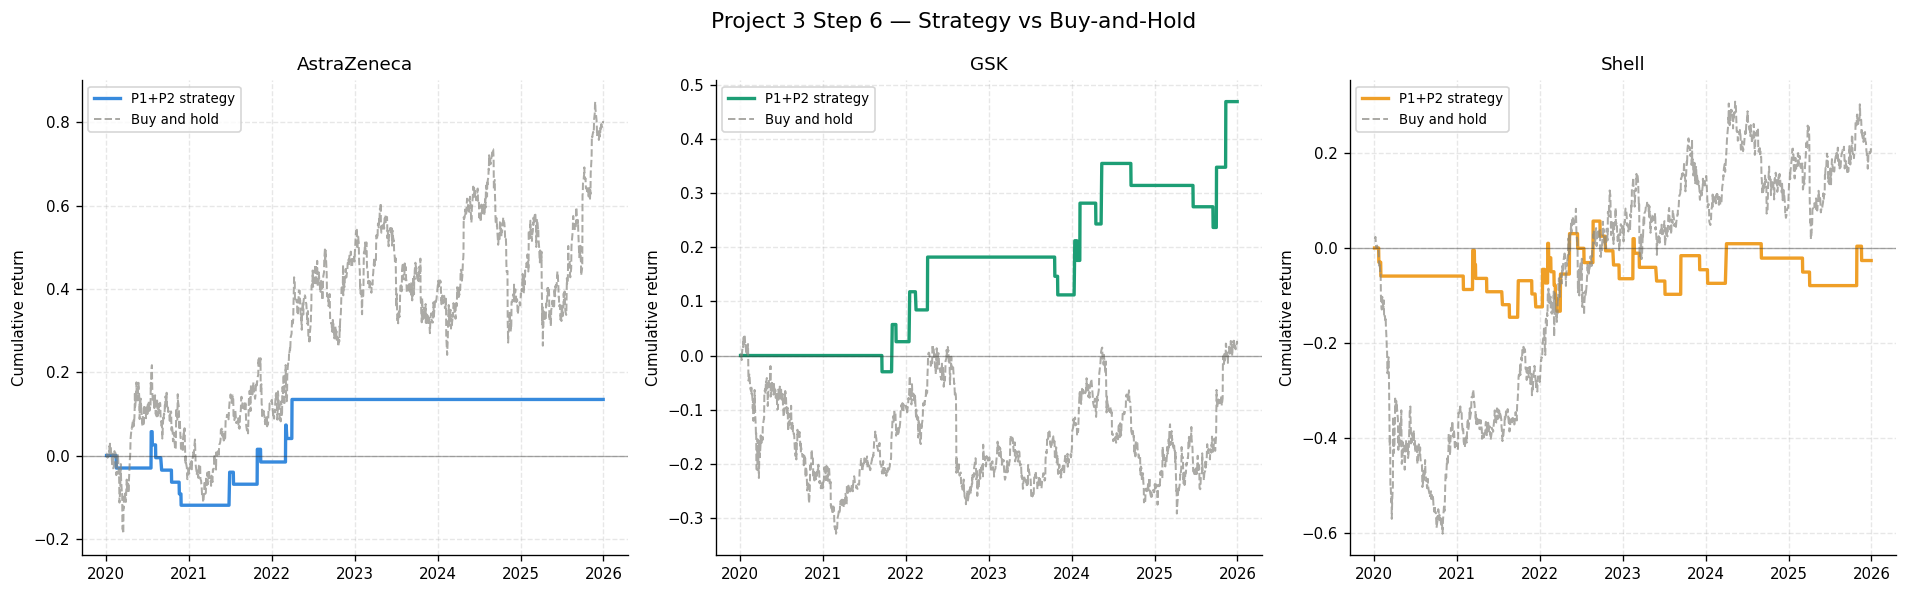 Project 3 Step 6 — Strategy vs Buy-and-Hold
AstraZeneca
P1+P2 strategy
Buy and hold
Cumulative return
0.8
0.6
0.4
0.2
0.0
−0.2
2020 2021 2022 2023 2024 2025 2026
GSK
P1+P2 strategy
Buy and hold
Cumulative return
0.5
0.4
0.3
0.2
0.1
0.0
−0.1
−0.2
−0.3
2020 2021 2022 2023 2024 2025 2026
Shell
P1+P2 strategy
Buy and hold
Cumulative return
0.2
0.0
−0.2
−0.4
−0.6
2020 2021 2022 2023 2024 2025 2026